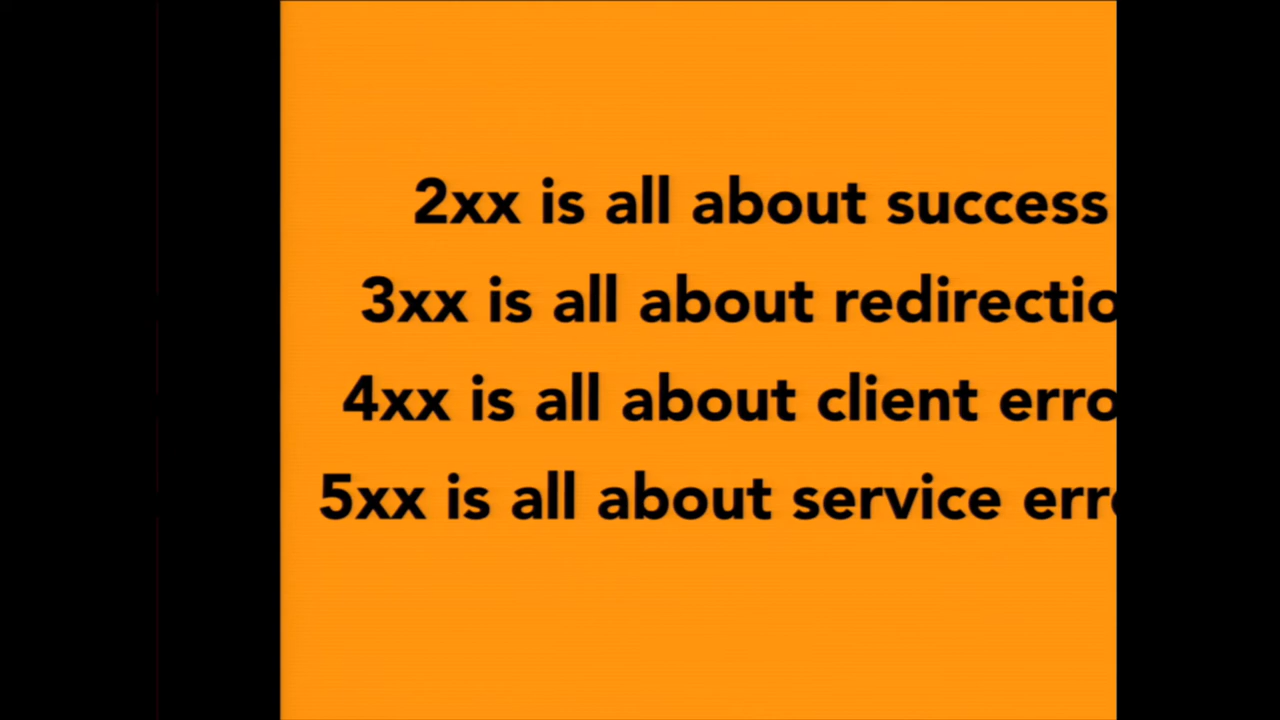 2xx is all about success
3xx is all about redirectio
4xx is all about client erro
5xx is all about service err